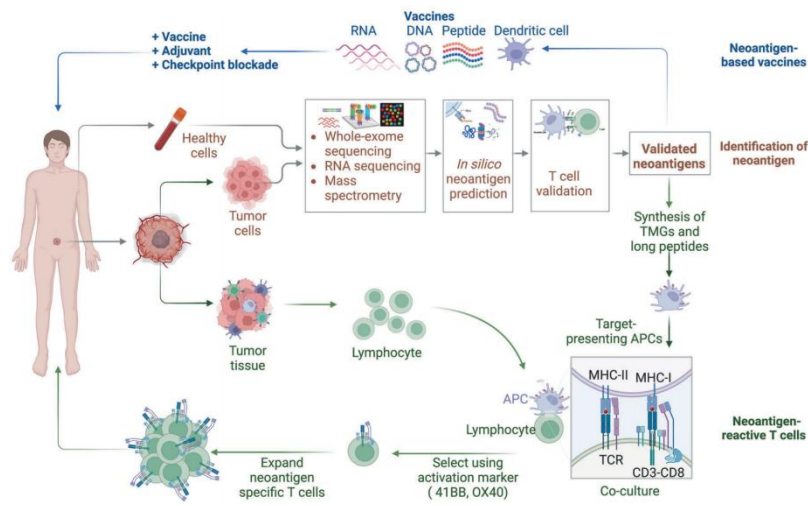 Vaccines
RNA DNA Peptide Dendritic cell
+ Vaccine
+ Adjuvant
+ Checkpoint blockade
Neoantigen-
based vaccines
Healthy
cells
Tumor
cells
• Whole-exome
sequencing
• RNA sequencing
• Mass
spectrometry
In silico
neoantigen
prediction
T cell
validation
Validated
neoantigens
Identification of
neoantigen
Synthesis of
TMGs and
long peptides
Target-
presenting APCs
Tumor
tissue
Lymphocyte
APC
Lymphocyte
MHC-II MHC-I
TCR
CD3-CD8
Co-culture
Neoantigen-
reactive T cells
Select using
activation marker
( 41BB, OX40)
Expand
neoantigen
specific T cells